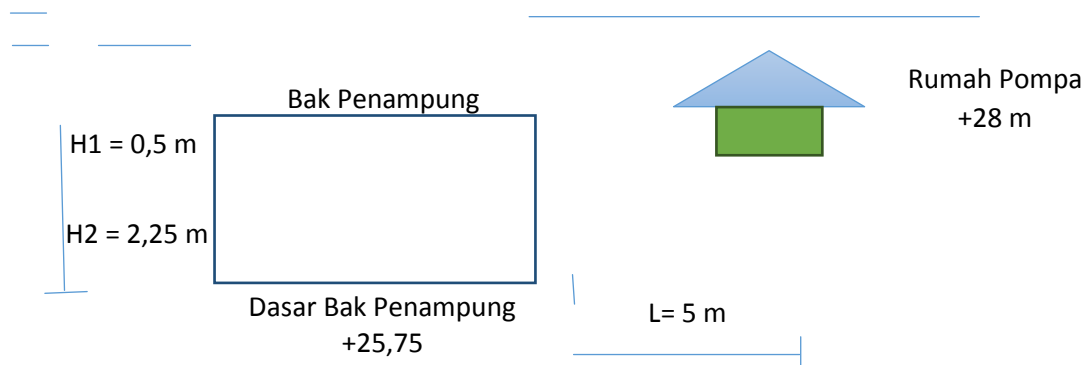 Bak Penampung
H1 = 0,5 m
H2 = 2,25 m
Dasar Bak Penampung
+25,75
L= 5 m
Rumah Pompa
+28 m